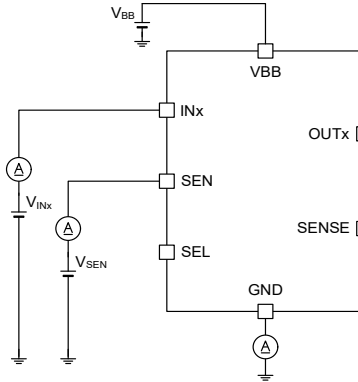 VBB
VBB
INx
OUTx
A
SEN
VINx
A
SENSE
VSEN
SEL
GND
A